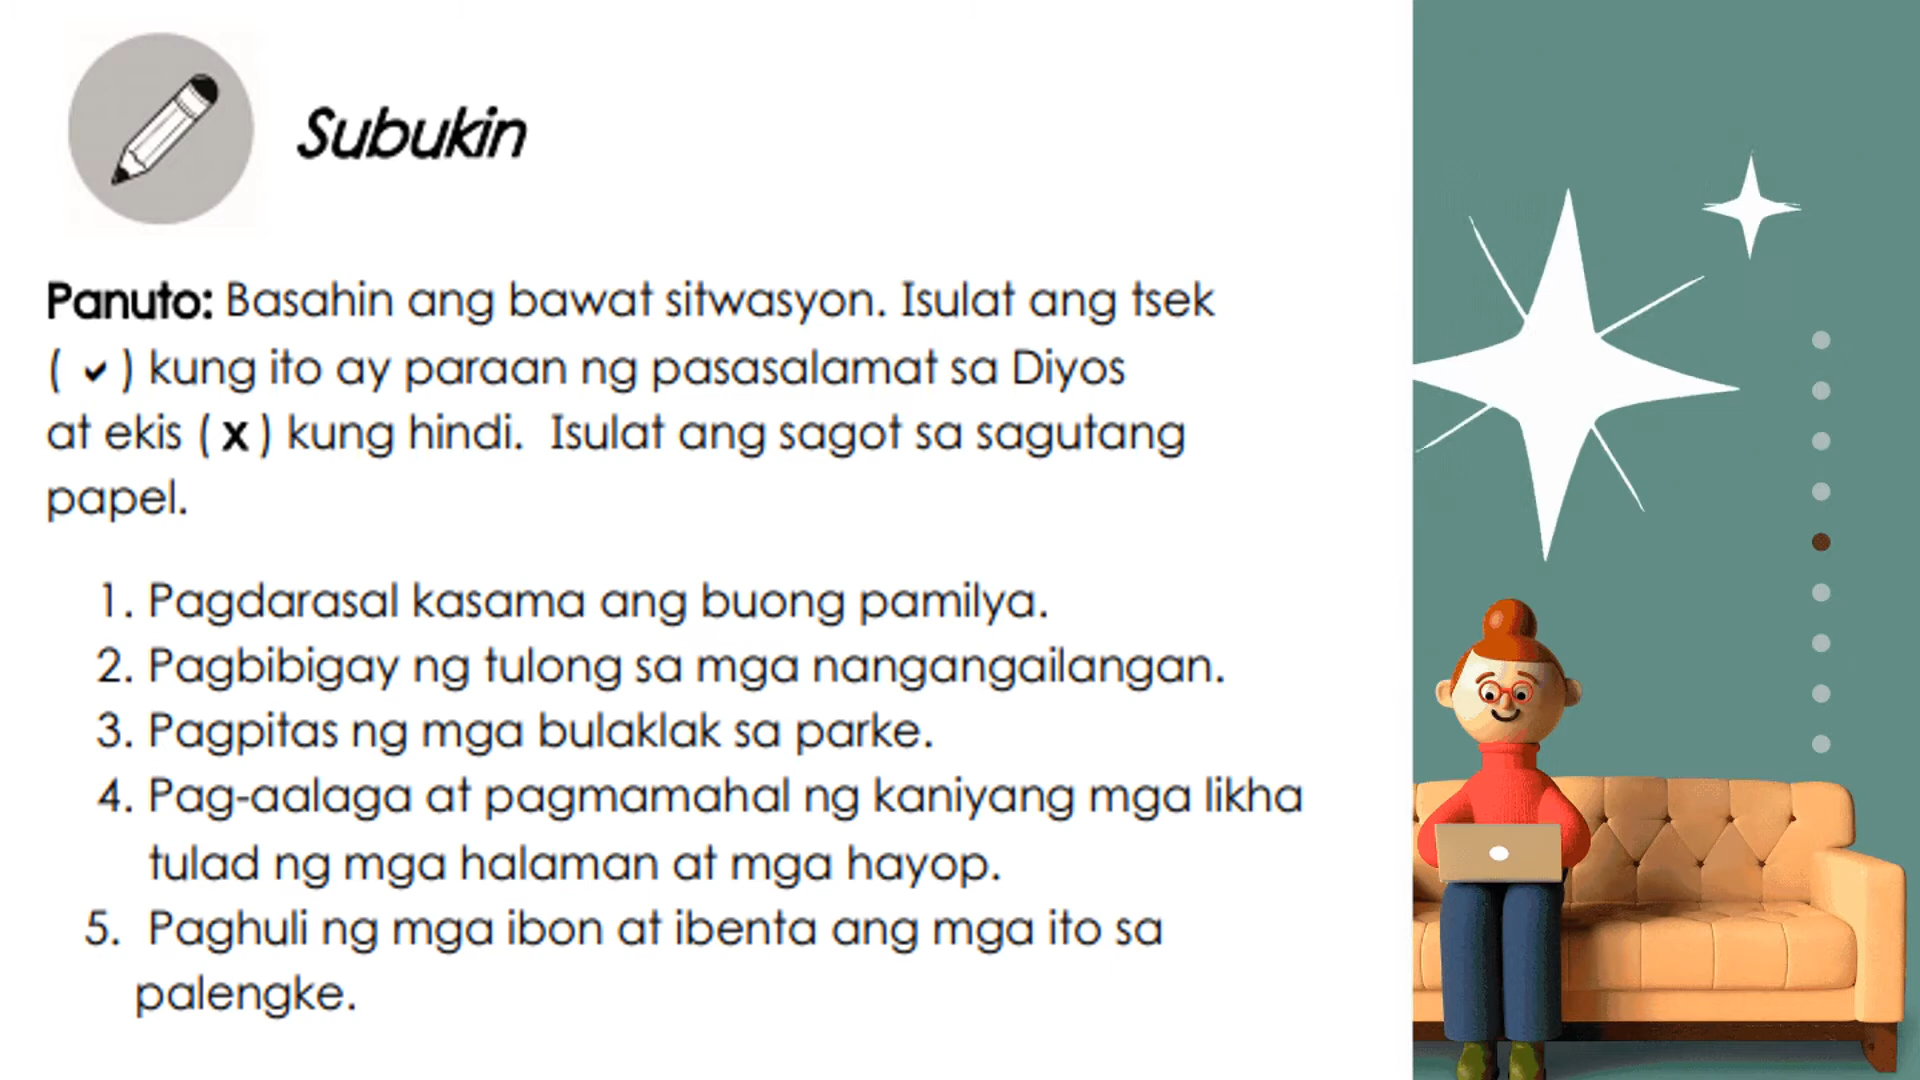 Subukin
Panuto: Basahin ang bawat sitwasyon. Isulat ang tsek
( ✔ ) kung ito ay paraan ng pasasalamat sa Diyos
at ekis ( x ) kung hindi. Isulat ang sagot sa sagutang
papel.
1. Pagdarasal kasama ang buong pamilya.
2. Pagbibigay ng tulong sa mga nangangailangan.
3. Pagpitas ng mga bulaklak sa parke.
4. Pag-aalaga at pagmamahal ng kaniyang mga likha
tulad ng mga halaman at mga hayop.
5. Paghuli ng mga ibon at ibenta ang mga ito sa
palengke.